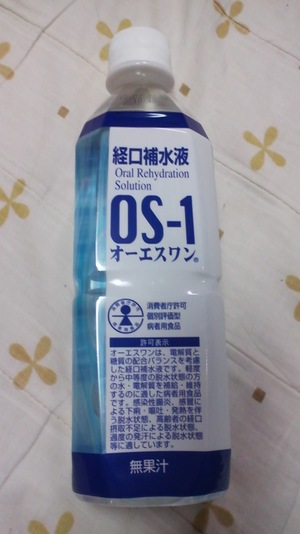 経口補水液
Oral Rehydration
Solution
OS-1
オーエスワン®
消費者庁許可
個別評価型
病者用食品
許可表示
オーエスワンは、電解質と
糖質の配合バランスを考慮
した経口補水液です。軽度
から中等度の脱水状態の方
の水・電解質を補給・維持
するのに適した病者用食品
です。感染性腸炎、感冒に
よる下痢・嘔吐・発熱を伴
う脱水状態、高齢者の経口
摂取不足による脱水状態、
過度の発汗による脱水状態
等に適しています。
無果汁